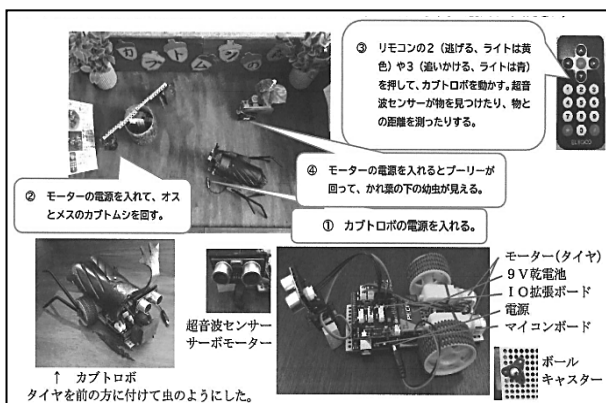 ③ リモコンの2（逃げる、ライトは黄
色）や3（追いかける、ライトは青）
を押して、カブトロボを動かす。超音
波センサーが物を見つけたり、物と
の距離を測ったりする。
④ モーターの電源を入れるとプーリーが
回って、かれ葉の下の幼虫が見える。
② モーターの電源を入れて、オス
とメスのカブトムシを回す。
① カブトロボの電源を入れる。
モーター(タイヤ)
9V乾電池
IO拡張ボード
電源
マイコンボード
超音波センサー
サーボモーター
ボール
キャスター
↑ カブトロボ
タイヤを前の方に付けて虫のようにした。